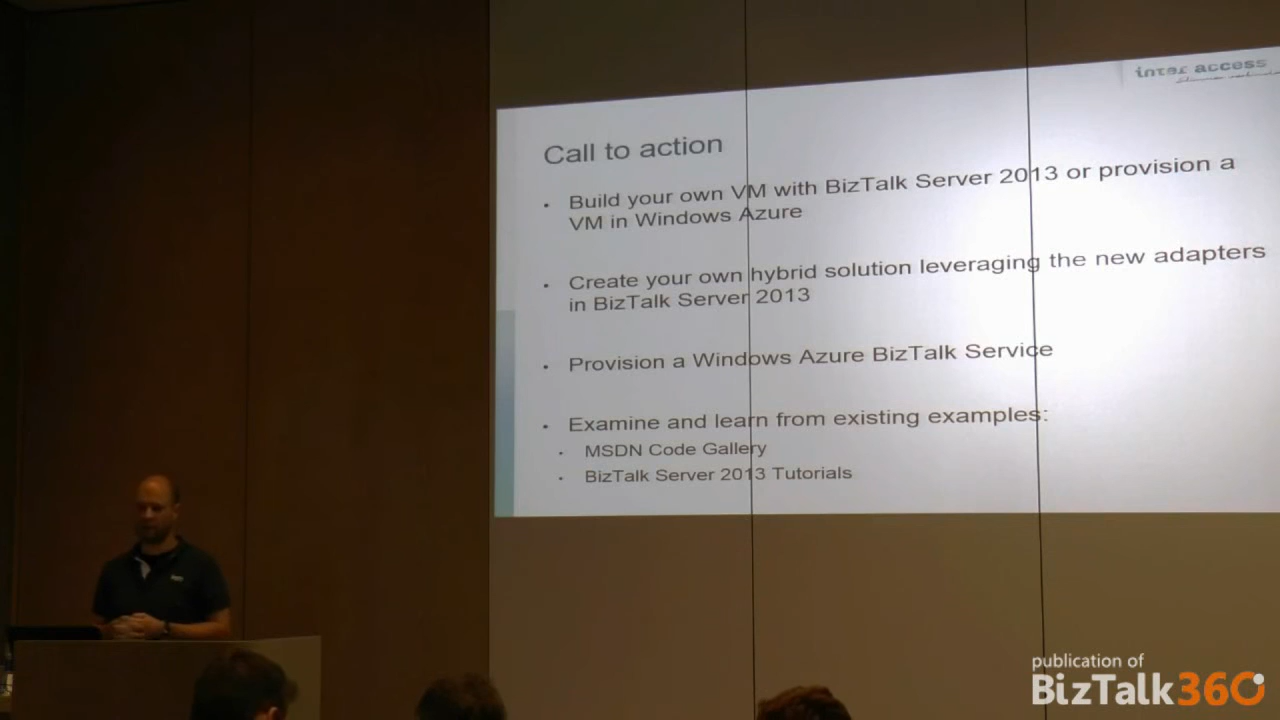 inter access
Call to action
• Build your own VM with BizTalk Server 2013 or provision a
VM in Windows Azure
• Create your own hybrid solution leveraging the new adapters
in BizTalk Server 2013
• Provision a Windows Azure BizTalk Service
• Examine and learn from existing examples:
• MSDN Code Gallery
• BizTalk Server 2013 Tutorials
publication of
BizTalk360